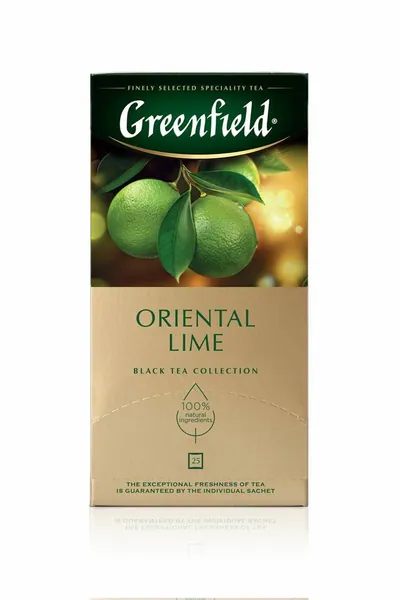 FINELY SELECTED SPECIALITY TEA
Greenfield®
ORIENTAL
LIME
BLACK TEA COLLECTION
100%
natural
ingredients
25
THE EXCEPTIONAL FRESHNESS OF TEA
IS GUARANTEED BY THE INDIVIDUAL SACHET